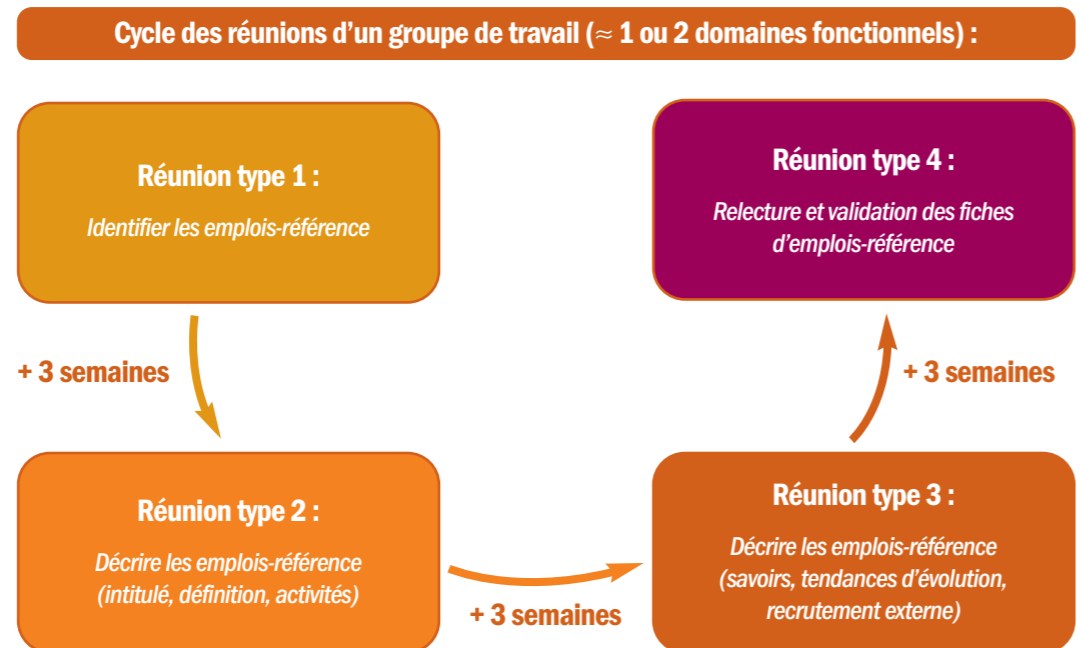 Cycle des réunions d’un groupe de travail (≈ 1 ou 2 domaines fonctionnels) :
Réunion type 1 :
Identifier les emplois-référence
+ 3 semaines
Réunion type 2 :
Décrire les emplois-référence
(intitulé, définition, activités)
+ 3 semaines
Réunion type 3 :
Décrire les emplois-référence
(savoirs, tendances d’évolution,
recrutement externe)
+ 3 semaines
Réunion type 4 :
Relecture et validation des fiches
d’emplois-référence